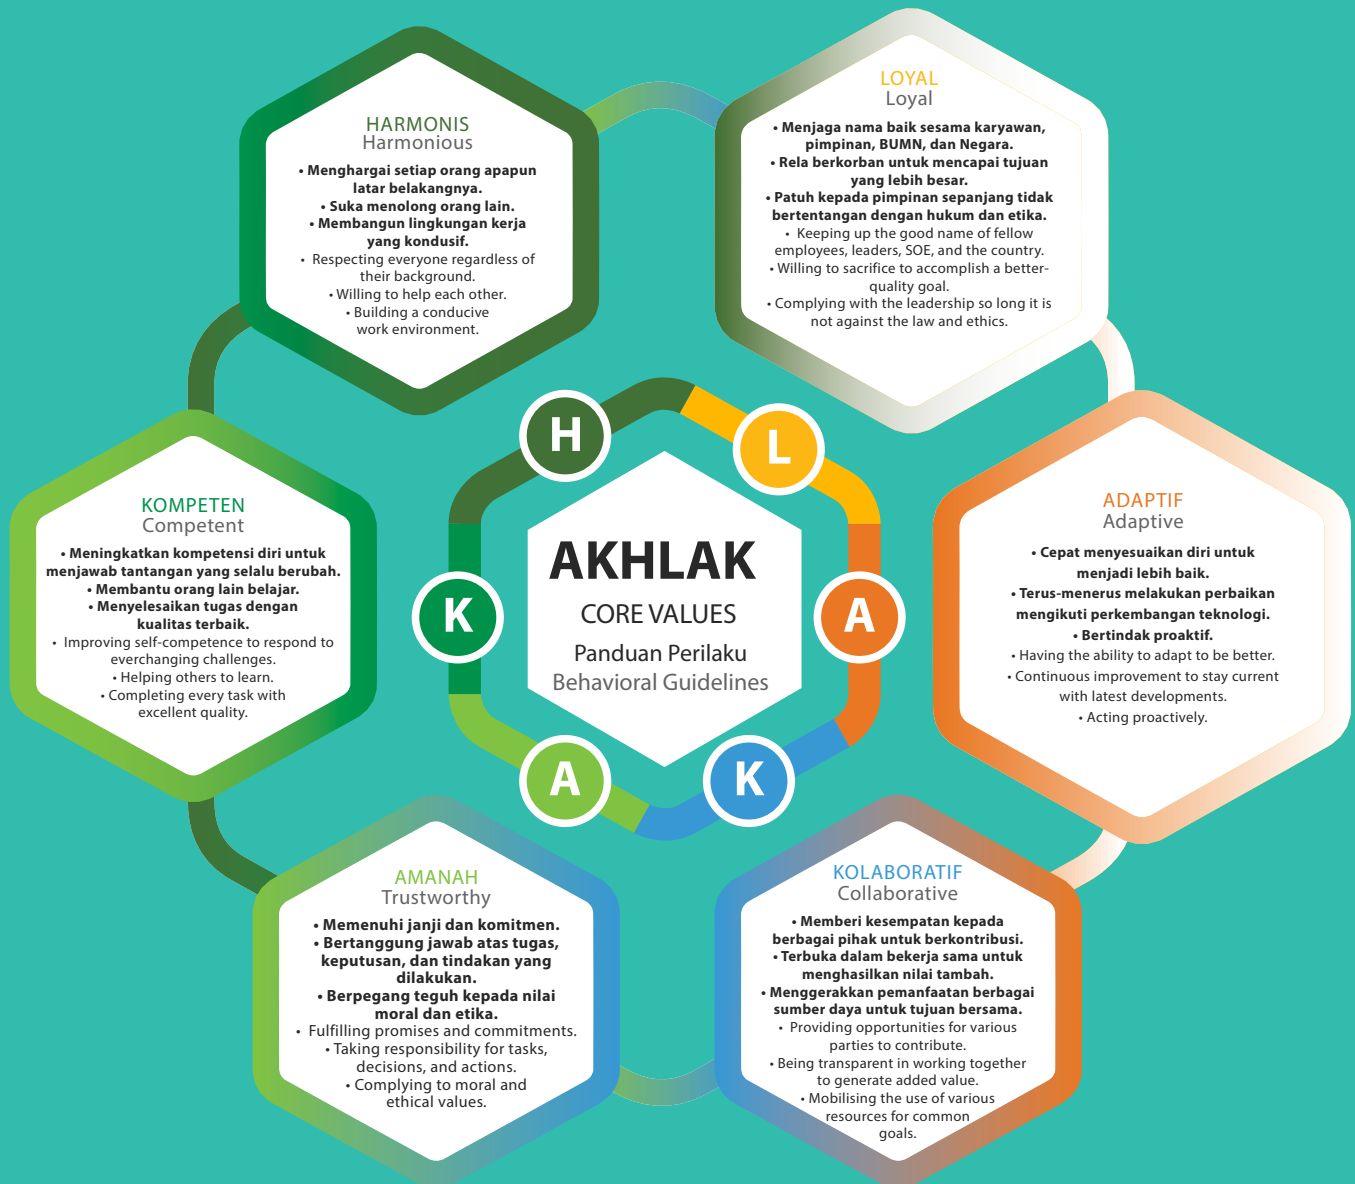 HARMONIS
Harmonious
• Menghargai setiap orang apapun
latar belakangnya.
• Suka menolong orang lain.
• Membangun lingkungan kerja
yang kondusif.
• Respecting everyone regardless of
their background.
• Willing to help each other.
• Building a conducive
work environment.
LOYAL
Loyal
• Menjaga nama baik sesama karyawan,
pimpinan, BUMN, dan Negara.
• Rela berkorban untuk mencapai tujuan
yang lebih besar.
• Patuh kepada pimpinan sepanjang tidak
bertentangan dengan hukum dan etika.
• Keeping up the good name of fellow
employees, leaders, SOE, and the country.
• Willing to sacrifice to accomplish a better-
quality goal.
• Complying with the leadership so long it is
not against the law and ethics.
KOMPETEN
Competent
• Meningkatkan kompetensi diri untuk
menjawab tantangan yang selalu berubah.
• Membantu orang lain belajar.
• Menyelesaikan tugas dengan
kualitas terbaik.
• Improving self-competence to respond to
everchanging challenges.
• Helping others to learn.
• Completing every task with
excellent quality.
H
L
K
A
A
K
AKHLAK
CORE VALUES
Panduan Perilaku
Behavioral Guidelines
ADAPTIF
Adaptive
• Cepat menyesuaikan diri untuk
menjadi lebih baik.
• Terus-menerus melakukan perbaikan
mengikuti perkembangan teknologi.
• Bertindak proaktif.
• Having the ability to adapt to be better.
• Continuous improvement to stay current
with latest developments.
• Acting proactively.
AMANAH
Trustworthy
• Memenuhi janji dan komitmen.
• Bertanggung jawab atas tugas,
keputusan, dan tindakan yang
dilakukan.
• Berpegang teguh kepada nilai
moral dan etika.
• Fulfilling promises and commitments.
• Taking responsibility for tasks,
decisions, and actions.
• Complying to moral and
ethical values.
KOLABORATIF
Collaborative
• Memberi kesempatan kepada
berbagai pihak untuk berkontribusi.
• Terbuka dalam bekerja sama untuk
menghasilkan nilai tambah.
• Menggerakkan pemanfaatan berbagai
sumber daya untuk tujuan bersama.
• Providing opportunities for various
parties to contribute.
• Being transparent in working together
to generate added value.
• Mobilising the use of various
resources for common
goals.